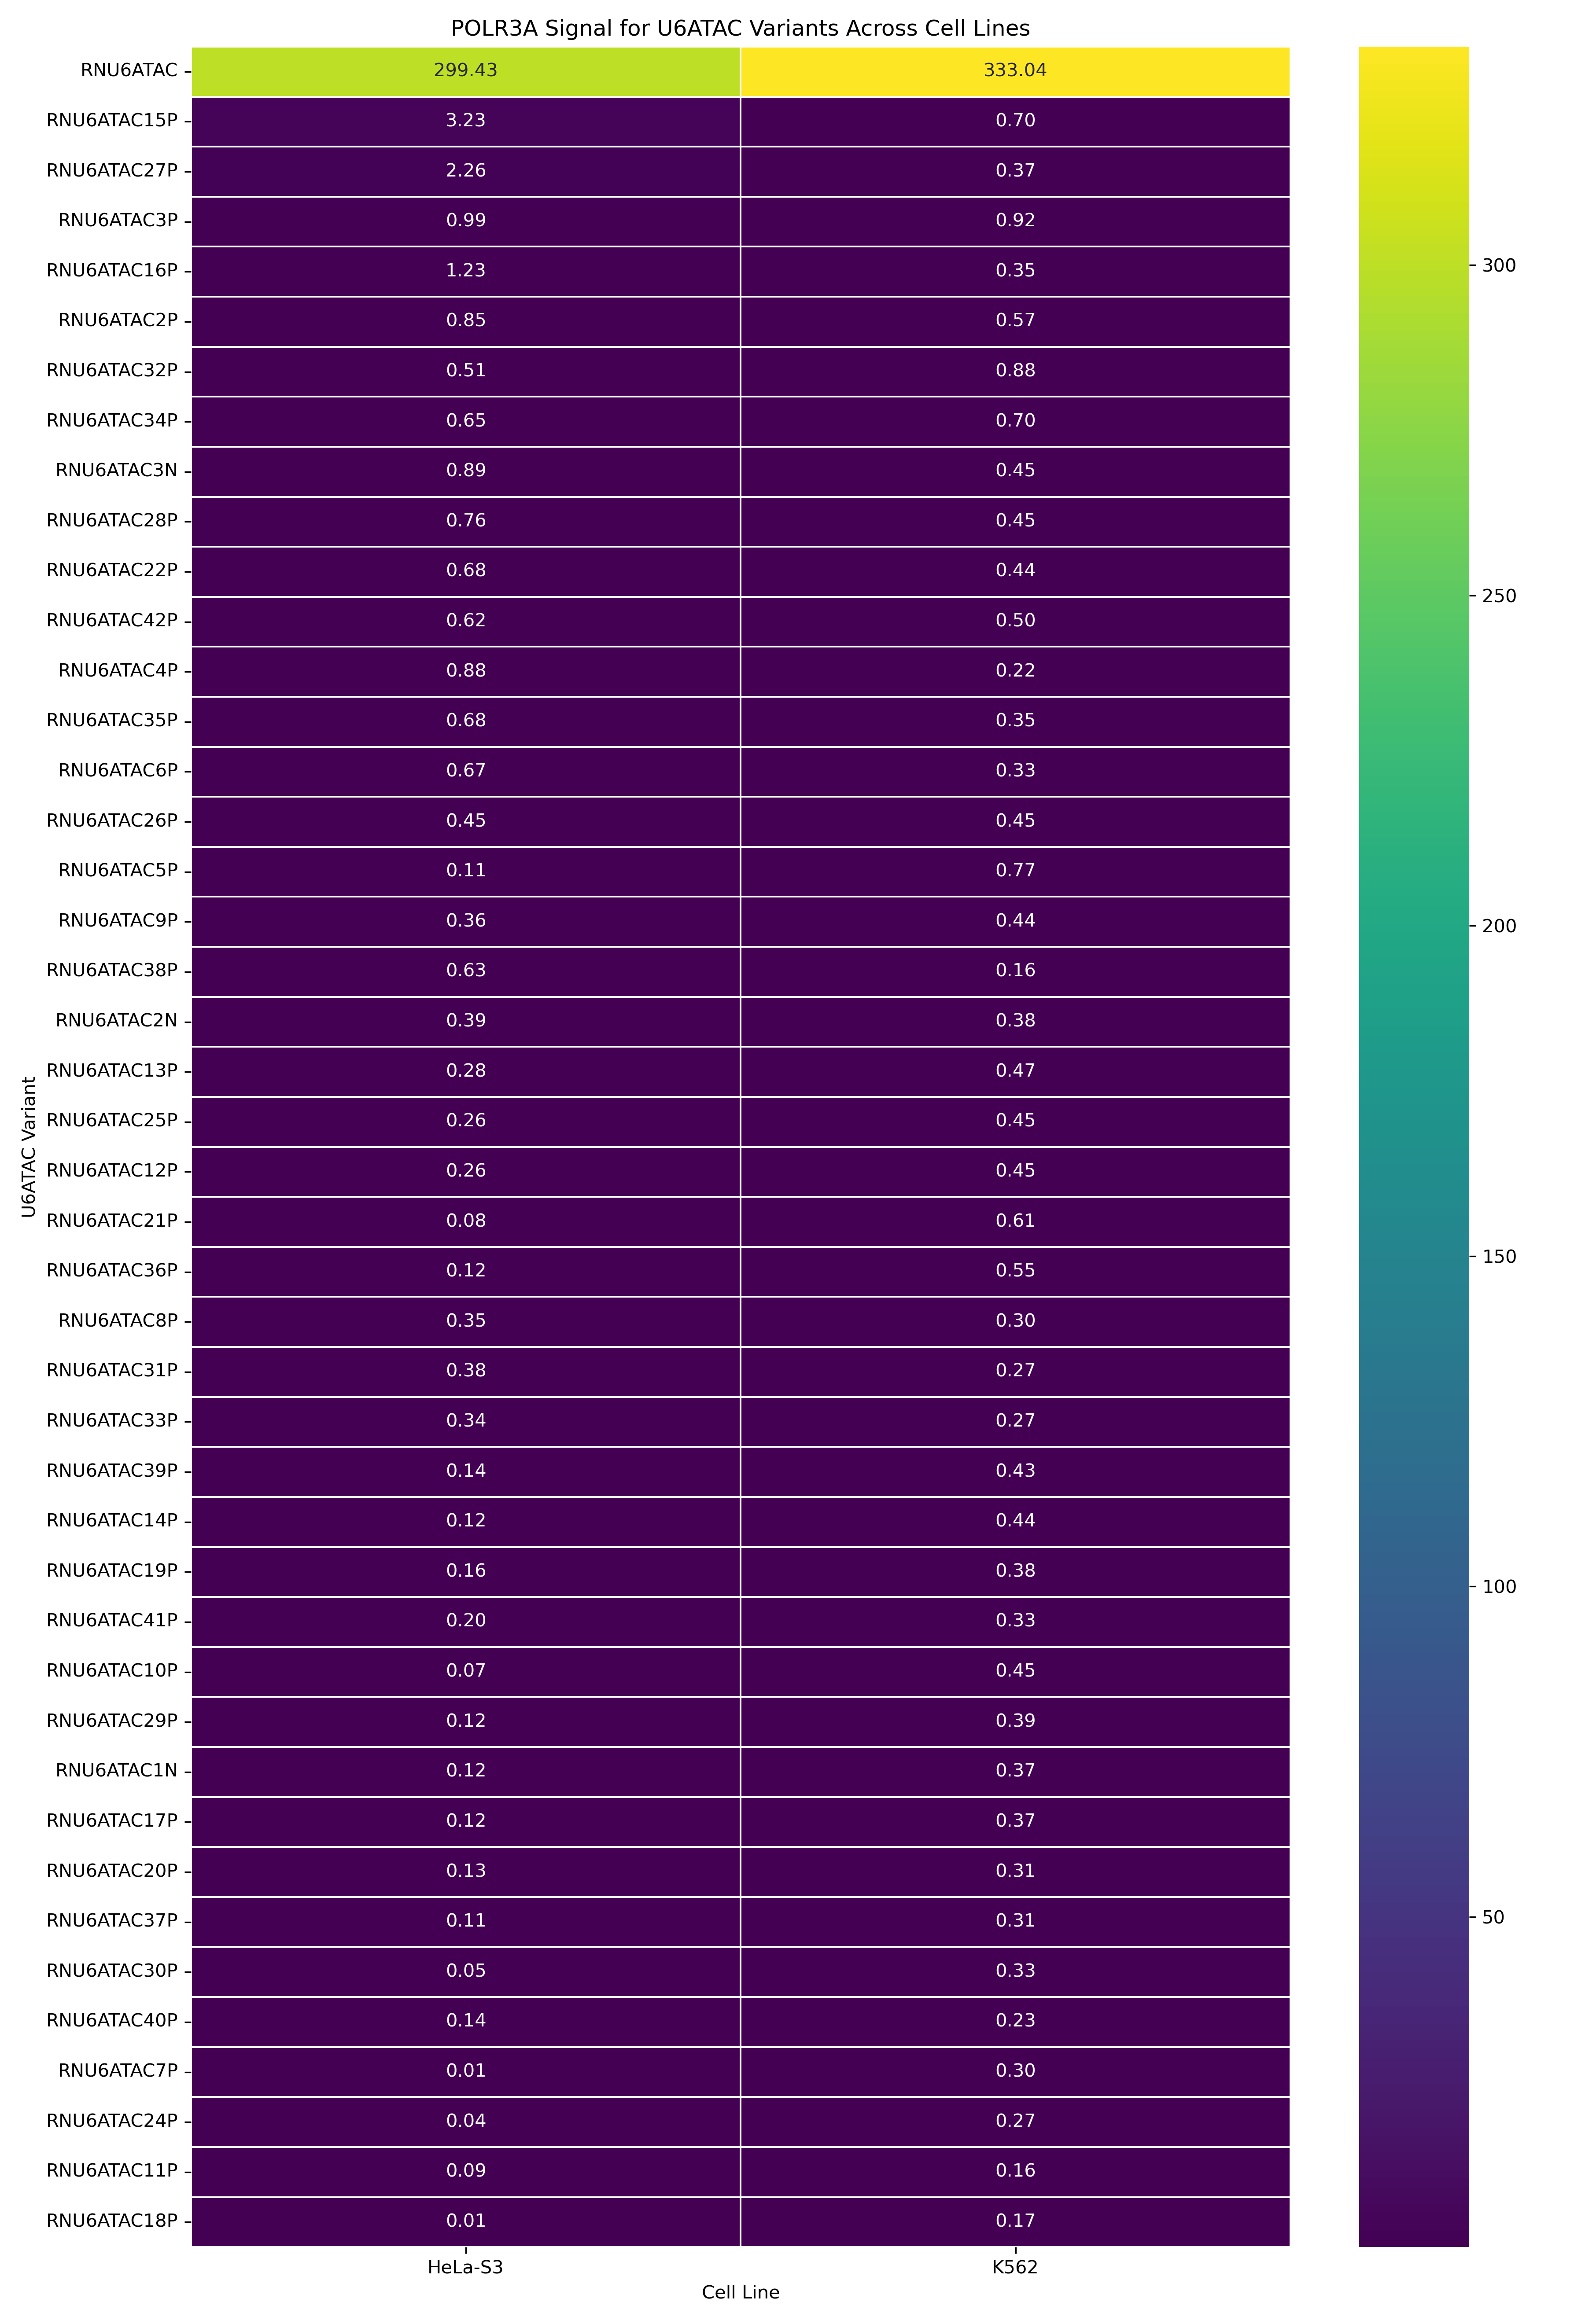 POLR3A Signal for U6ATAC Variants Across Cell Lines
RNU6ATAC 299.43 333.04
RNU6ATAC15P 3.23 0.70
RNU6ATAC27P 2.26 0.37
RNU6ATAC3P 0.99 0.92
RNU6ATAC16P 1.23 0.35
RNU6ATAC2P 0.85 0.57
RNU6ATAC32P 0.51 0.88
RNU6ATAC34P 0.65 0.70
RNU6ATAC3N 0.89 0.45
RNU6ATAC28P 0.76 0.45
RNU6ATAC22P 0.68 0.44
RNU6ATAC42P 0.62 0.50
RNU6ATAC4P 0.88 0.22
RNU6ATAC35P 0.68 0.35
RNU6ATAC6P 0.67 0.33
RNU6ATAC26P 0.45 0.45
RNU6ATAC5P 0.11 0.77
RNU6ATAC9P 0.36 0.44
RNU6ATAC38P 0.63 0.16
RNU6ATAC2N 0.39 0.38
RNU6ATAC13P 0.28 0.47
RNU6ATAC25P 0.26 0.45
RNU6ATAC12P 0.26 0.45
RNU6ATAC21P 0.08 0.61
RNU6ATAC36P 0.12 0.55
RNU6ATAC8P 0.35 0.30
RNU6ATAC31P 0.38 0.27
RNU6ATAC33P 0.34 0.27
RNU6ATAC39P 0.14 0.43
RNU6ATAC14P 0.12 0.44
RNU6ATAC19P 0.16 0.38
RNU6ATAC41P 0.20 0.33
RNU6ATAC10P 0.07 0.45
RNU6ATAC29P 0.12 0.39
RNU6ATAC1N 0.12 0.37
RNU6ATAC17P 0.12 0.37
RNU6ATAC20P 0.13 0.31
RNU6ATAC37P 0.11 0.31
RNU6ATAC30P 0.05 0.33
RNU6ATAC40P 0.14 0.23
RNU6ATAC7P 0.01 0.30
RNU6ATAC24P 0.04 0.27
RNU6ATAC11P 0.09 0.16
RNU6ATAC18P 0.01 0.17
HeLa-S3 K562
Cell Line
U6ATAC Variant
300
250
200
150
100
50